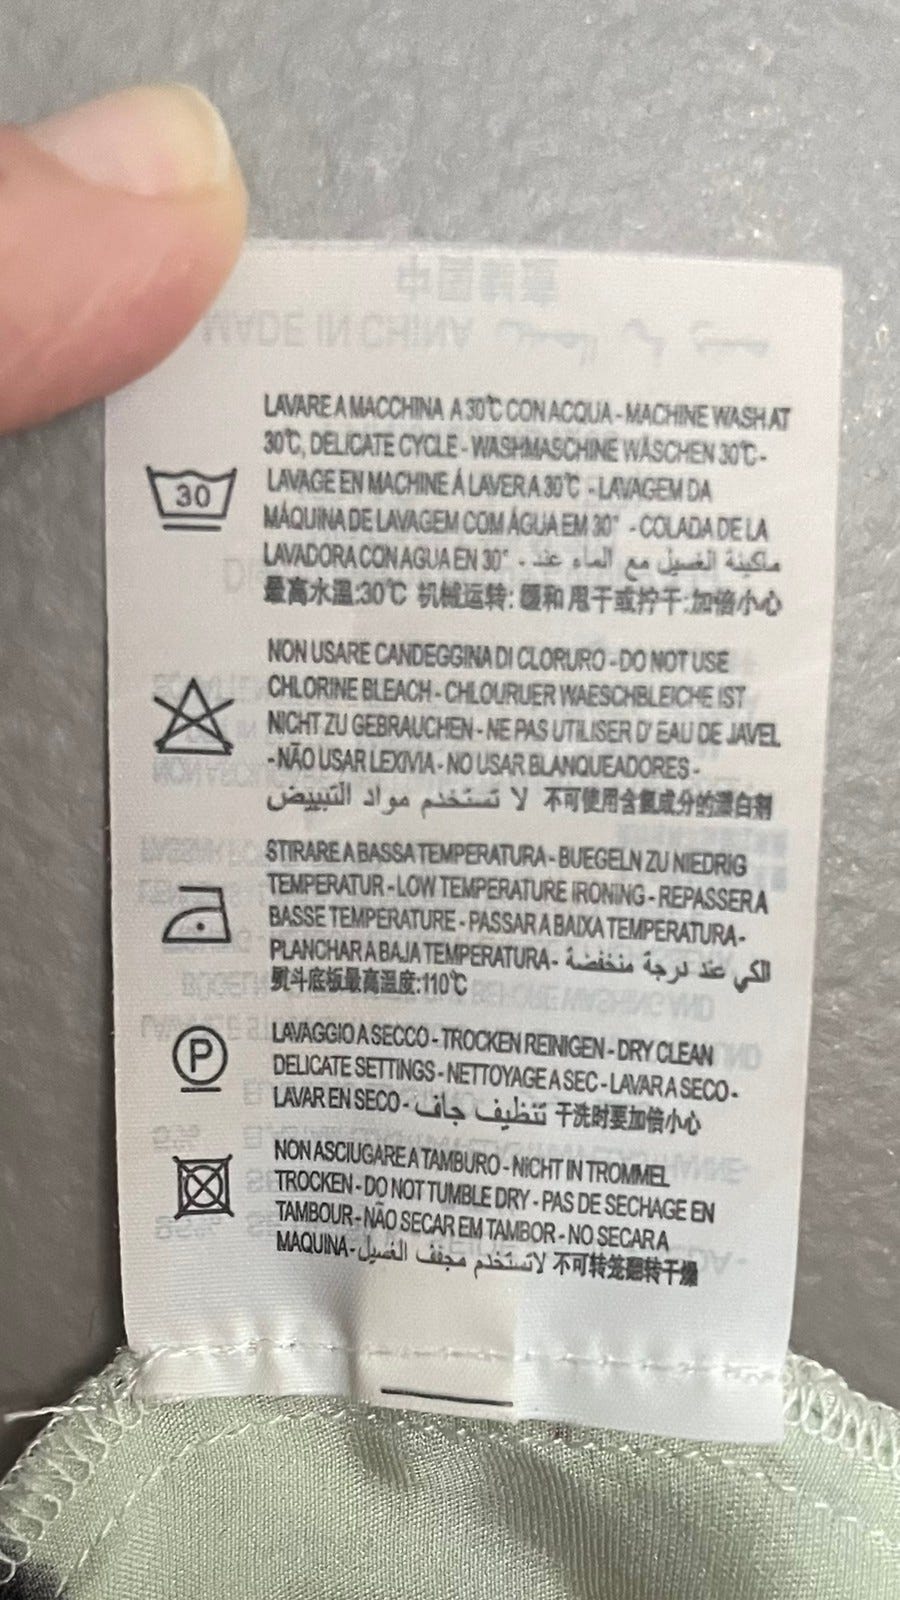 30
LAVARE A MACCHINA A 30℃ CON ACQUA - MACHINE WASH AT
30℃, DELICATE CYCLE - WASHMASCHINE WÄSCHEN 30℃ -
LAVAGE EN MACHINE Á LAVER A 30℃ - LAVAGEM DA
MÁQUINA DE LAVAGEM COM ÁGUA EM 30° - COLADA DE LA
LAVADORA CON AGUA EN 30° - ماكينة الغسيل مع الماء عند
最高水温:30℃ 机械运转: 缓和 甩干或拧干:加倍小心
NON USARE CANDEGGINA DI CLORURO - DO NOT USE
CHLORINE BLEACH - CHLOURUER WAESCHBLEICHE IST
NICHT ZU GEBRAUCHEN - NE PAS UTILISER D' EAU DE JAVEL
- NÃO USAR LEXIVIA - NO USAR BLANQUEADORES -
لا تستخدم مواد التبييض 不可使用含氯成分的漂白剂
STIRARE A BASSA TEMPERATURA - BUEGELN ZU NIEDRIG
TEMPERATUR - LOW TEMPERATURE IRONING - REPASSER A
BASSE TEMPERATURE - PASSAR A BAIXA TEMPERATURA -
PLANCHAR A BAJA TEMPERATURA - الكي عند درجة منخفضة
熨斗底板最高温度:110℃
P
LAVAGGIO A SECCO - TROCKEN REINIGEN - DRY CLEAN
DELICATE SETTINGS - NETTOYAGE A SEC - LAVAR A SECO -
LAVAR EN SECO - تنظيف جاف 干洗时要加倍小心
NON ASCIUGARE A TAMBURO - NICHT IN TROMMEL
TROCKEN - DO NOT TUMBLE DRY - PAS DE SECHAGE EN
TAMBOUR - NÃO SECAR EM TAMBOR - NO SECAR A
MAQUINA - لاتستخدم مجفف الغسيل 不可转笼翻转干燥